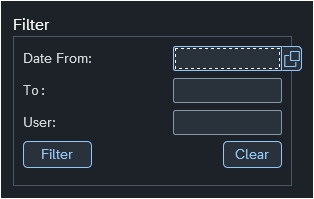 Filter
Date From:
To:
User:
Filter Clear